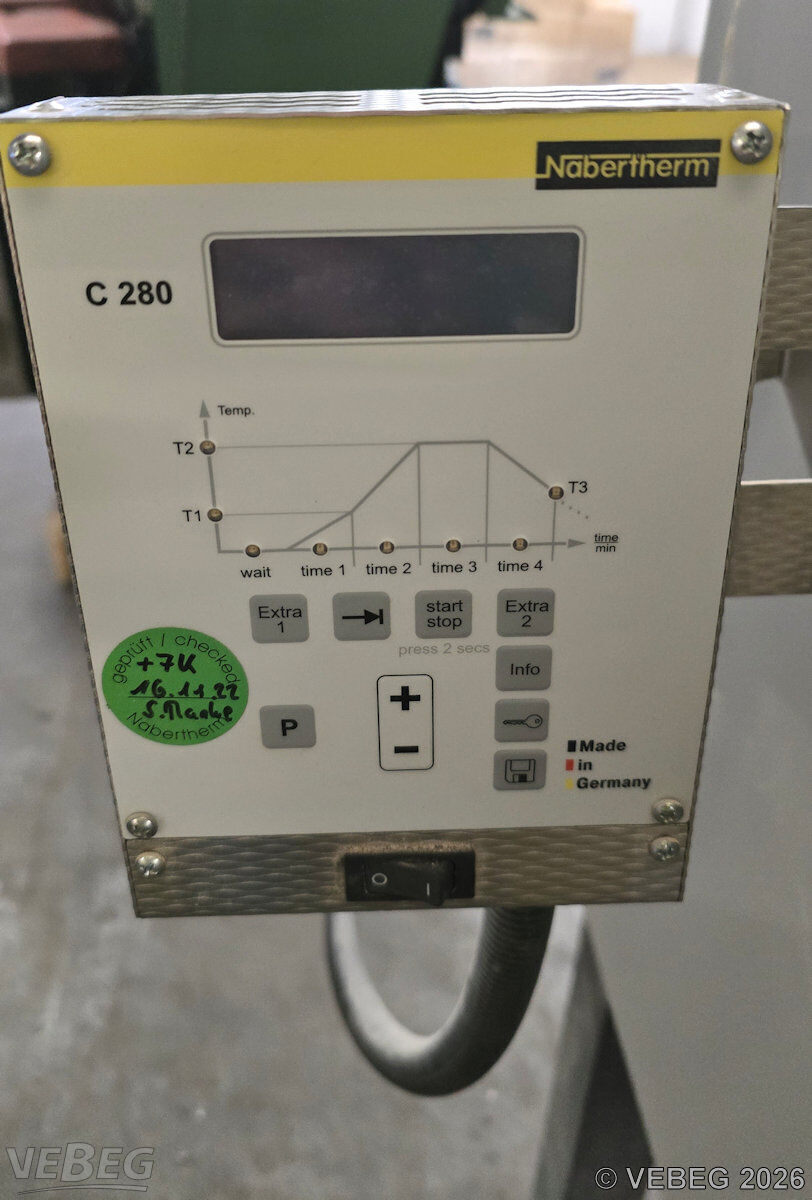 Nabertherm
C 280
Temp.
T2
T1
T3
time
min
wait
time 1
time 2
time 3
time 4
Extra
1
start
stop
Extra
2
press 2 secs
Info
geprüft / checked
+7K
16.11.22
Nabertherm
P
+
−
Made
in
Germany
O
I
VEBEG
© VEBEG 2026